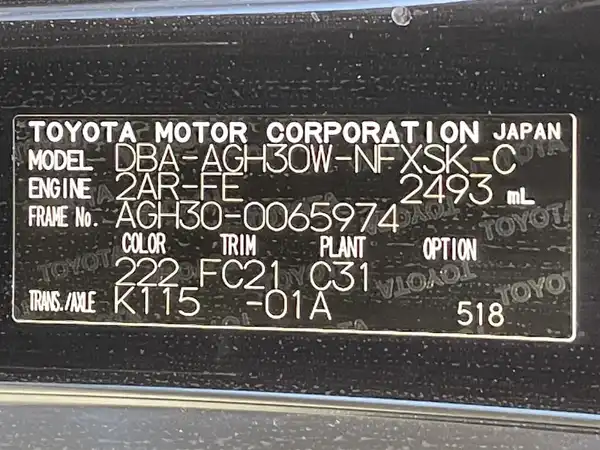 TOYOTA MOTOR CORPORATION JAPAN
MODEL DBA-AGH30W-NFXSK-C
ENGINE 2AR-FE 2493 mL
FRAME No. AGH30-0065974
COLOR TRIM PLANT OPTION
222 FC21 C31
TRANS./AXLE K115 -01A 518